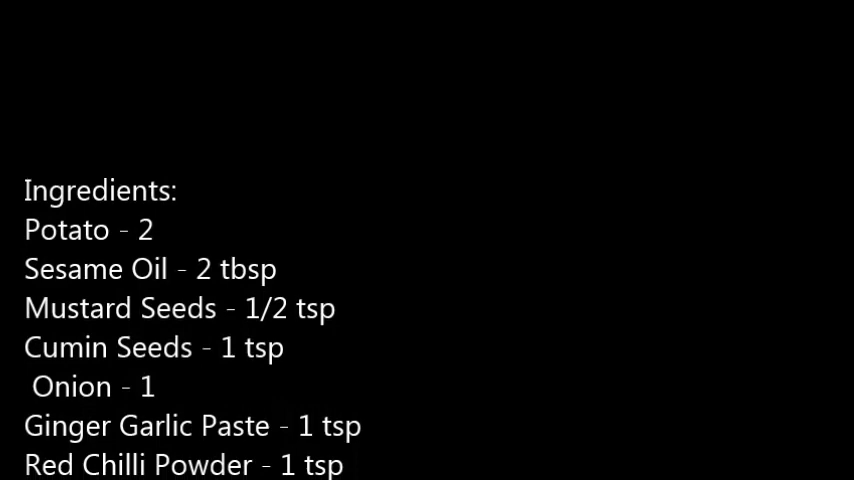 Ingredients:
Potato - 2
Sesame Oil - 2 tbsp
Mustard Seeds - 1/2 tsp
Cumin Seeds - 1 tsp
Onion - 1
Ginger Garlic Paste - 1 tsp
Red Chilli Powder - 1 tsp